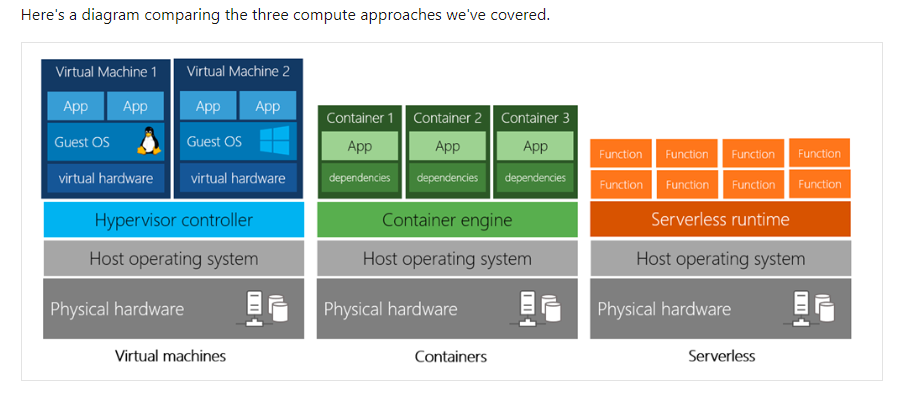 Here's a diagram comparing the three compute approaches we've covered.
Virtual Machine 1
App App
Guest OS
virtual hardware
Virtual Machine 2
App App
Guest OS
virtual hardware
Hypervisor controller
Host operating system
Physical hardware
Virtual machines
Container 1
App
dependencies
Container 2
App
dependencies
Container 3
App
dependencies
Container engine
Host operating system
Physical hardware
Containers
Function Function Function Function
Function Function Function Function
Serverless runtime
Host operating system
Physical hardware
Serverless